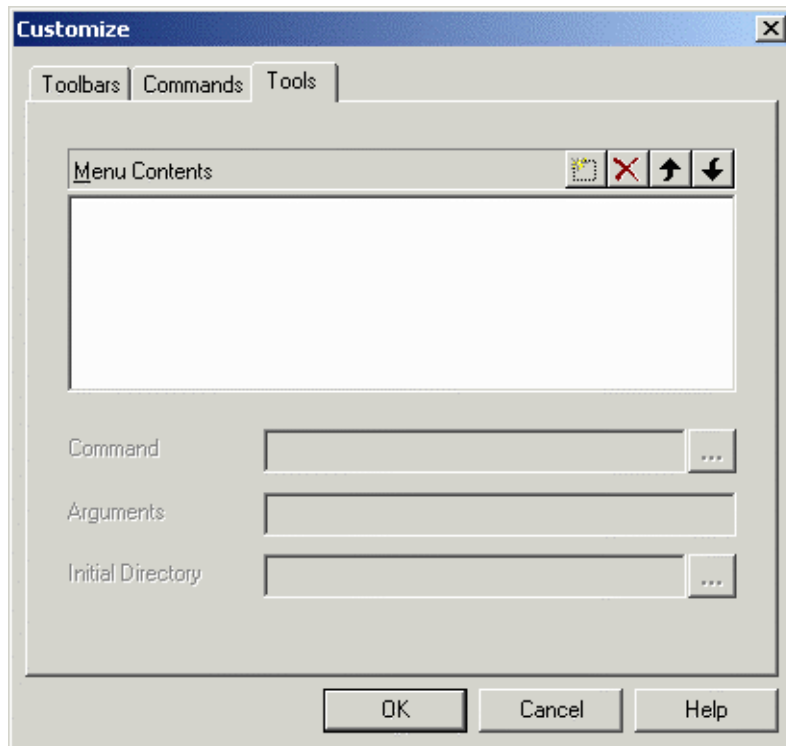 Customize
Toolbars Commands Tools
Menu Contents
Command ...
Arguments
Initial Directory ...
OK Cancel Help